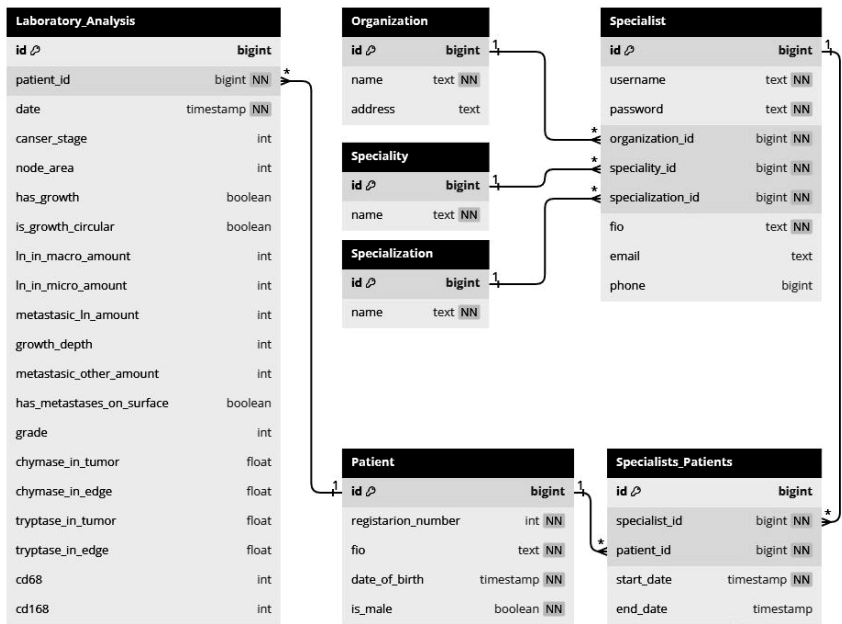 Laboratory_Analysis
id bigint
patient_id bigint NN
date timestamp NN
canser_stage int
node_area int
has_growth boolean
is_growth_circular boolean
ln_in_macro_amount int
ln_in_micro_amount int
metastasic_ln_amount int
growth_depth int
metastasic_other_amount int
has_metastases_on_surface boolean
grade int
chymase_in_tumor float
chymase_in_edge float
tryptase_in_tumor float
tryptase_in_edge float
cd68 int
cd168 int
*
1
Organization
id bigint
name text NN
address text
1
*
Speciality
id bigint
name text NN
1
*
Specialization
id bigint
name text NN
1
*
Specialist
id bigint
username text NN
password text NN
organization_id bigint NN
speciality_id bigint NN
specialization_id bigint NN
fio text NN
email text
phone bigint
1
*
Patient
id bigint
registarion_number int NN
fio text NN
date_of_birth timestamp NN
is_male boolean NN
1
*
Specialists_Patients
id bigint
specialist_id bigint NN
patient_id bigint NN
start_date timestamp NN
end_date timestamp